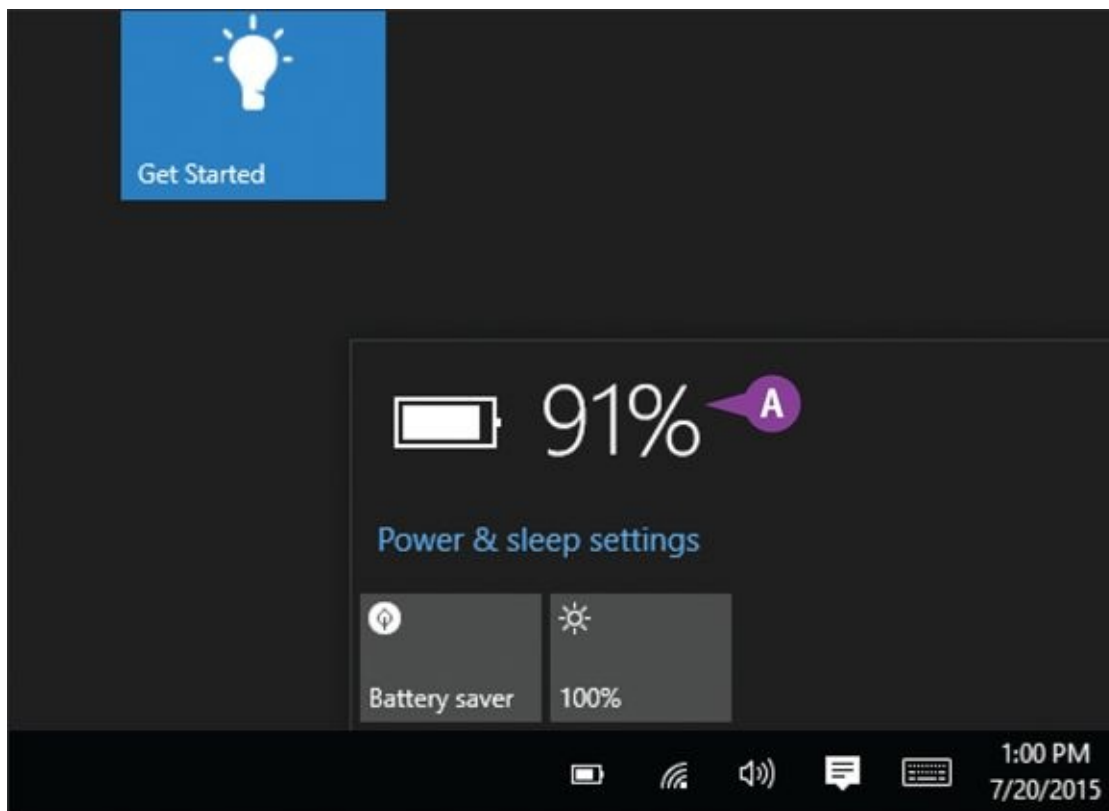 Get Started
91%
A
Power & sleep settings
Battery saver
100%
1:00 PM
7/20/2015